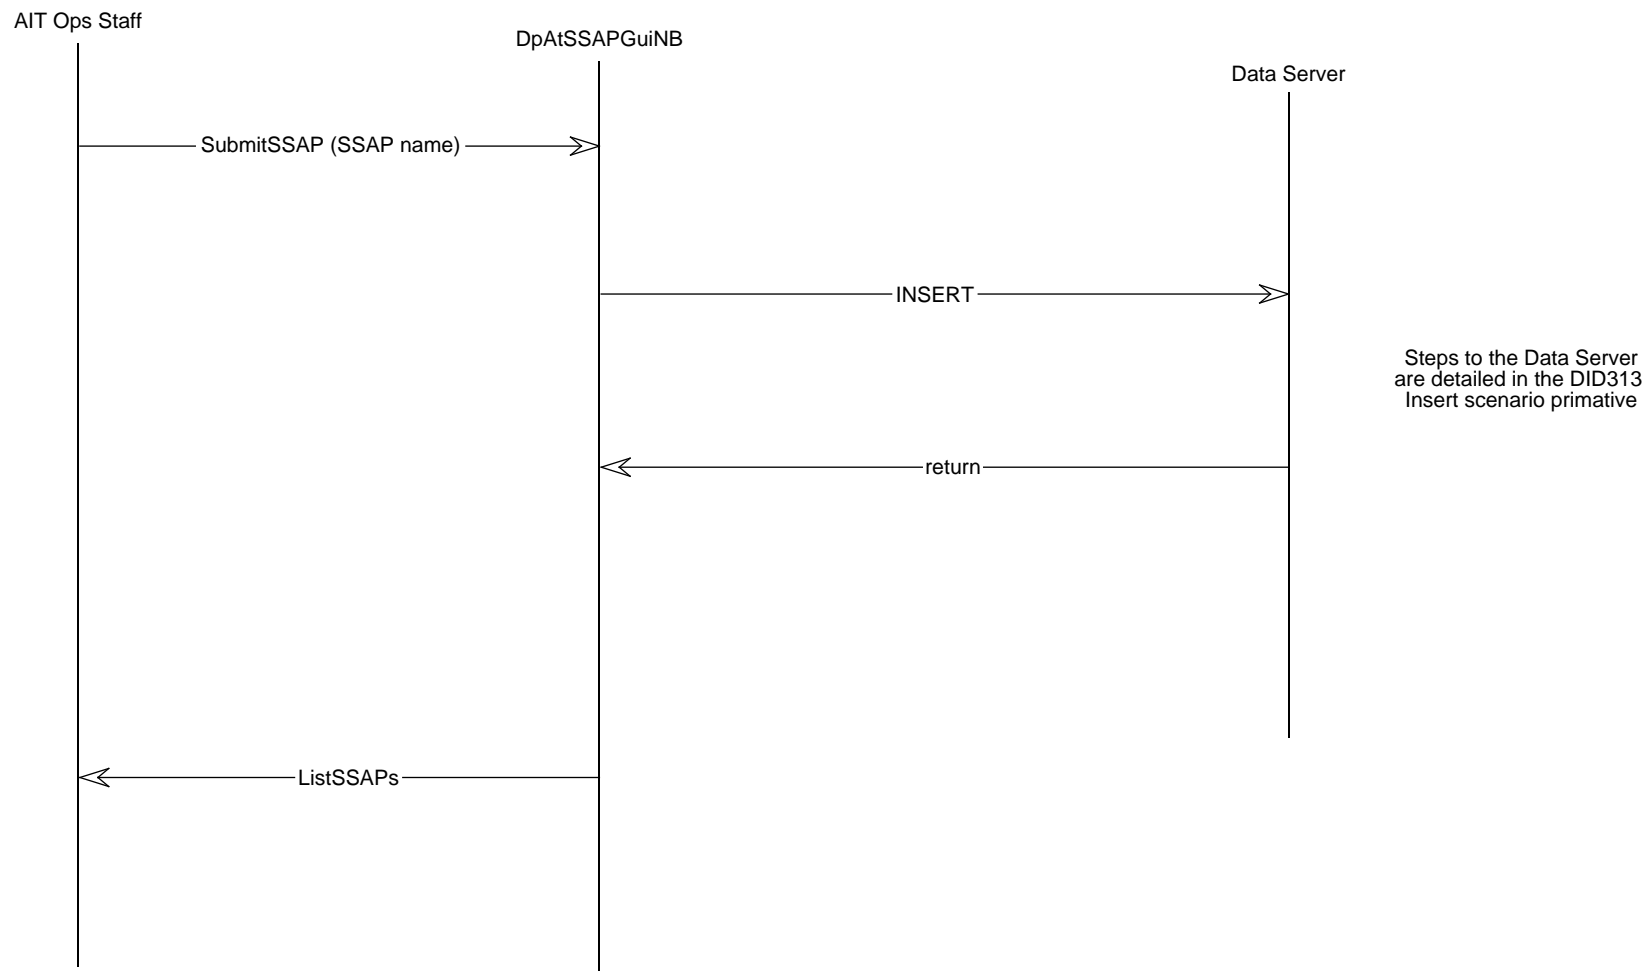 AIT Ops Staff
DpAtSSAPGuiNB
Data Server
SubmitSSAP (SSAP name)
INSERT
Steps to the Data Server
are detailed in the DID313
Insert scenario primative
return
ListSSAPs